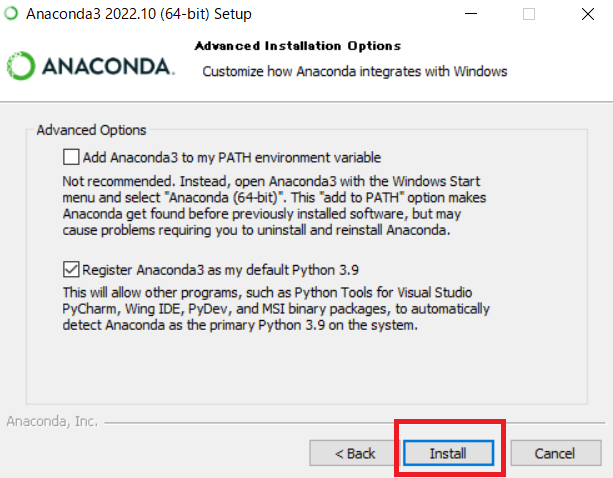 Anaconda3 2022.10 (64-bit) Setup
Advanced Installation Options
ANACONDA.
Customize how Anaconda integrates with Windows
Advanced Options
Add Anaconda3 to my PATH environment variable
Not recommended. Instead, open Anaconda3 with the Windows Start
menu and select "Anaconda (64-bit)". This "add to PATH" option makes
Anaconda get found before previously installed software, but may
cause problems requiring you to uninstall and reinstall Anaconda.
Register Anaconda3 as my default Python 3.9
This will allow other programs, such as Python Tools for Visual Studio
PyCharm, Wing IDE, PyDev, and MSI binary packages, to automatically
detect Anaconda as the primary Python 3.9 on the system.
Anaconda, Inc.
< Back Install Cancel